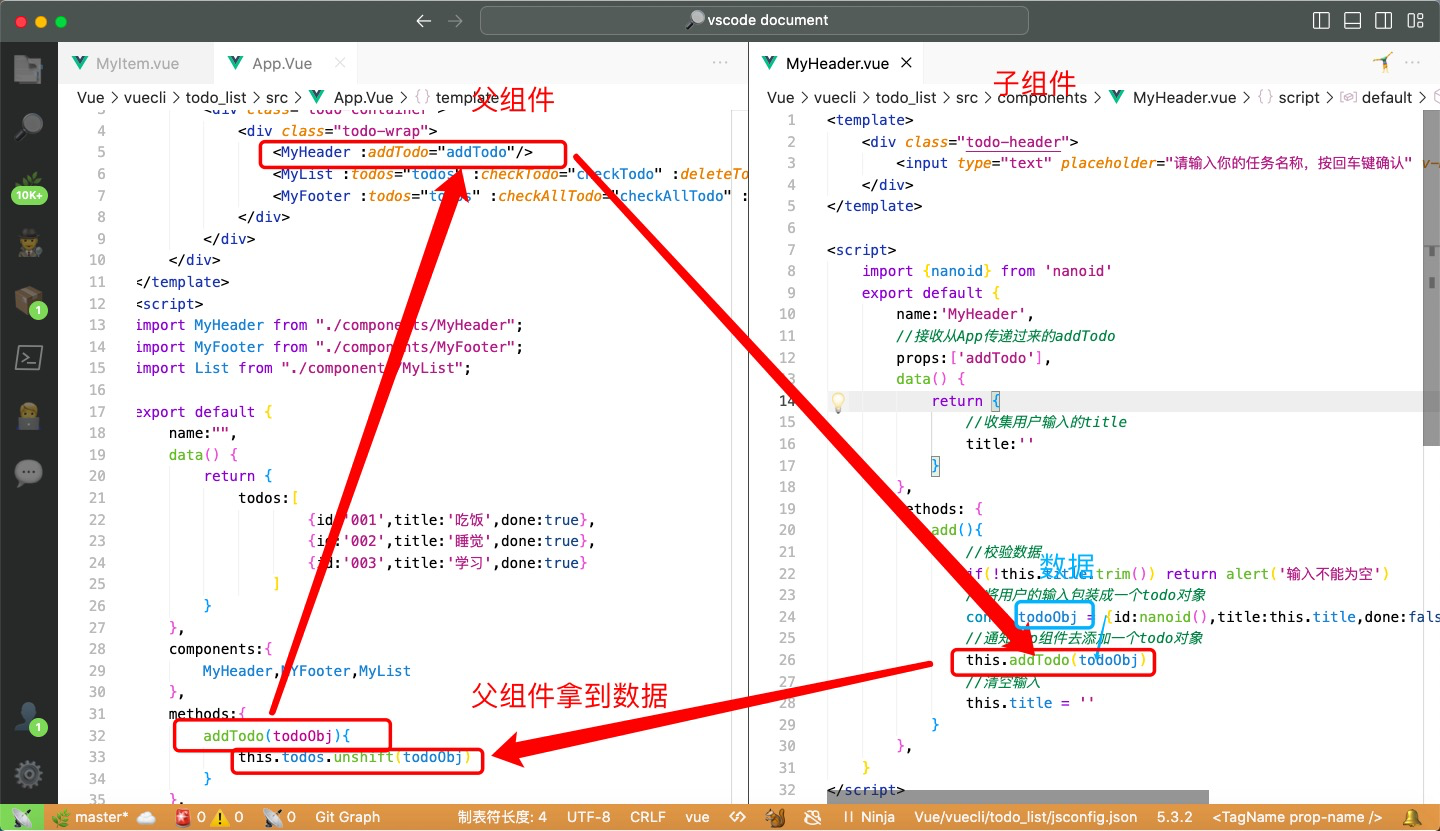 vscode document
MyItem.vue
App.Vue
MyHeader.vue
父组件
子组件
Vue > vuecli > todo_list > src > App.Vue > {} template
Vue > vuecli > todo_list > src > components > MyHeader.vue > {} script > default >
4 <div class="todo-wrap">
5 <MyHeader :addTodo="addTodo"/>
6 <MyList :todos="todos" :checkTodo="checkTodo" :deleteTo
7 <MyFooter :todos="todos" :checkAllTodo="checkAllTodo" :
8 </div>
9 </div>
10 </div>
11 </template>
12 <script>
13 import MyHeader from "./components/MyHeader";
14 import MyFooter from "./components/MyFooter";
15 import List from "./components/MyList";
16
17 export default {
18 name:"",
19 data() {
20 return {
21 todos:[
22 {id:'001',title:'吃饭',done:true},
23 {id:'002',title:'睡觉',done:true},
24 {id:'003',title:'学习',done:true}
25 ]
26 }
27 },
28 components:{
29 MyHeader,MYFooter,MyList
30 },
31 methods:{
32 addTodo(todoObj){
33 this.todos.unshift(todoObj)
34 }
35 },
父组件拿到数据
1 <template>
2 <div class="todo-header">
3 <input type="text" placeholder="请输入你的任务名称，按回车键确认" v-
4 </div>
5 </template>
6
7 <script>
8 import {nanoid} from 'nanoid'
9 export default {
10 name:'MyHeader',
11 //接收从App传递过来的addTodo
12 props:['addTodo'],
3 data() {
14 return {
15 //收集用户输入的title
16 title:''
17 }
18 },
19 methods: {
20 add(){
21 //校验数据
数据
22 if(!this.title.trim()) return alert('输入不能为空')
23 //将用户的输入包装成一个todo对象
24 const todoObj = {id:nanoid(),title:this.title,done:fals
25 //通知App组件去添加一个todo对象
26 this.addTodo(todoObj)
27 //清空输入
28 this.title = ''
29 }
30 },
31 }
32 </script>
10K+
1
1
master* 0 0 0 Git Graph 制表符长度: 4 UTF-8 CRLF vue Ninja Vue/vuecli/todo_list/jsconfig.json 5.3.2 <TagName prop-name />